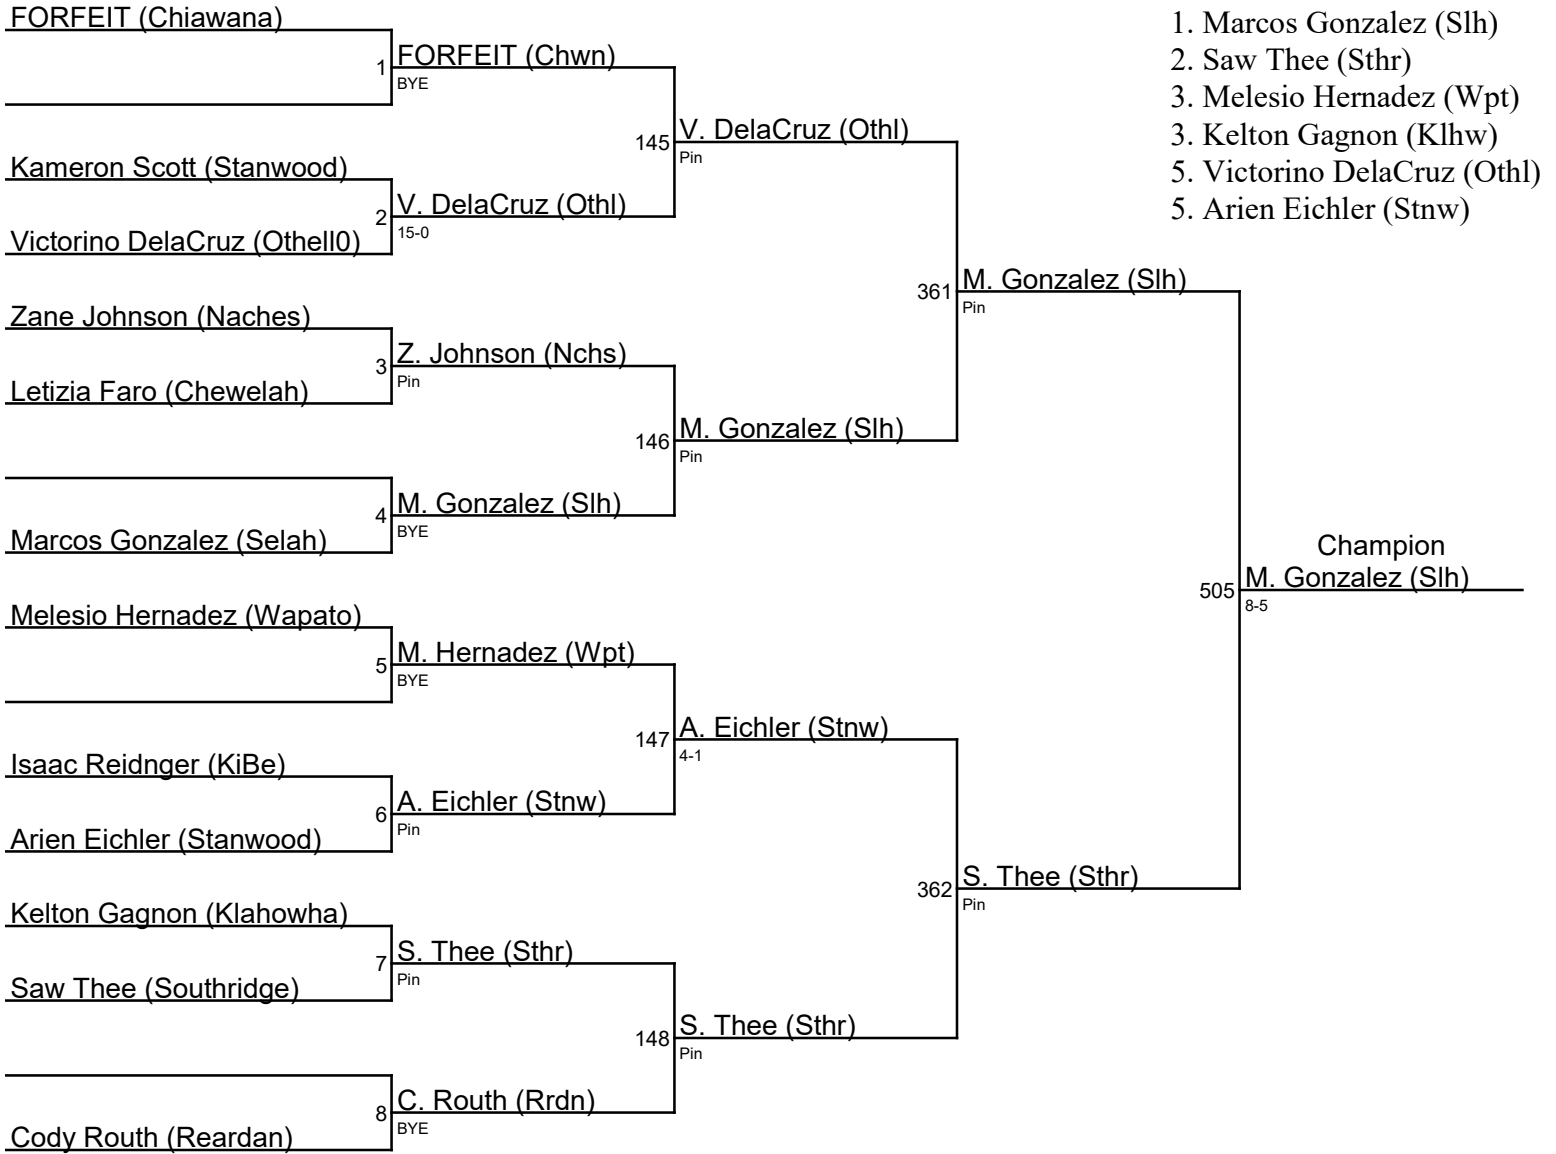 FORFEIT (Chiawana)
1 FORFEIT (Chwn)
BYE
Kameron Scott (Stanwood)
2 V. DelaCruz (Othl)
15-0
Victorino DelaCruz (Othell0)
145 V. DelaCruz (Othl)
Pin
Zane Johnson (Naches)
3 Z. Johnson (Nchs)
Pin
Letizia Faro (Chewelah)
146 M. Gonzalez (Slh)
Pin
4 M. Gonzalez (Slh)
BYE
Marcos Gonzalez (Selah)
361 M. Gonzalez (Slh)
Pin
Melesio Hernadez (Wapato)
5 M. Hernadez (Wpt)
BYE
147 A. Eichler (Stnw)
4-1
Isaac Reidnger (KiBe)
6 A. Eichler (Stnw)
Pin
Arien Eichler (Stanwood)
362 S. Thee (Sthr)
Pin
Kelton Gagnon (Klahowha)
7 S. Thee (Sthr)
Pin
Saw Thee (Southridge)
148 S. Thee (Sthr)
Pin
8 C. Routh (Rrdn)
BYE
Cody Routh (Reardan)
Champion
505 M. Gonzalez (Slh)
8-5
1. Marcos Gonzalez (Slh)
2. Saw Thee (Sthr)
3. Melesio Hernadez (Wpt)
3. Kelton Gagnon (Klhw)
5. Victorino DelaCruz (Othl)
5. Arien Eichler (Stnw)